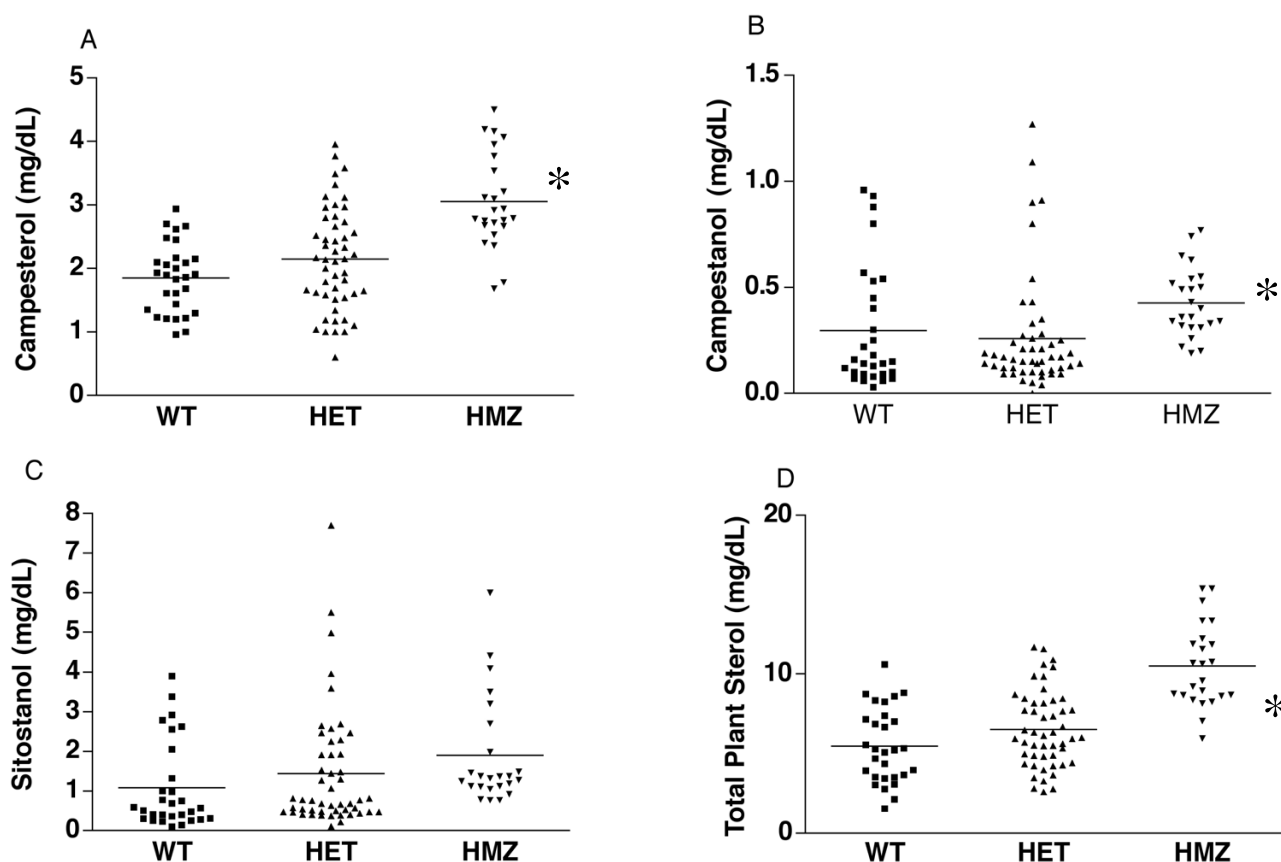 A
Campesterol (mg/dL)
5
4
3
2
1
0
*
WT HET HMZ
B
Campestanol (mg/dL)
1.5
1.0
0.5
0.0
*
WT HET HMZ
C
Sitostanol (mg/dL)
8
7
6
5
4
3
2
1
0
WT HET HMZ
D
Total Plant Sterol (mg/dL)
20
10
0
*
WT HET HMZ